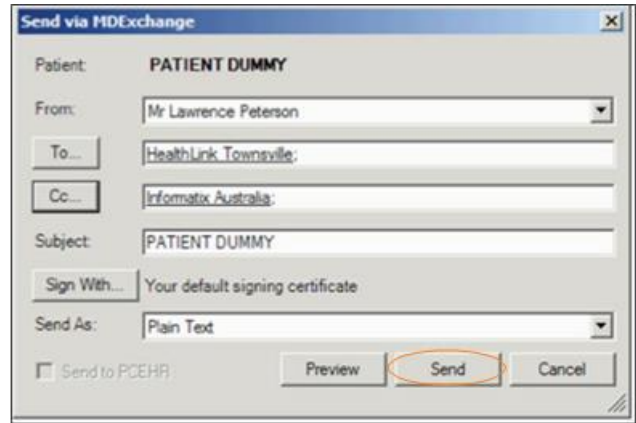 Send via MDExchange
Patient: PATIENT DUMMY
From: Mr Lawrence Peterson
To... HealthLink Townsville;
Cc... Informatix Australia;
Subject: PATIENT DUMMY
Sign With... Your default signing certificate
Send As: Plain Text
Send to PCEHR Preview Send Cancel